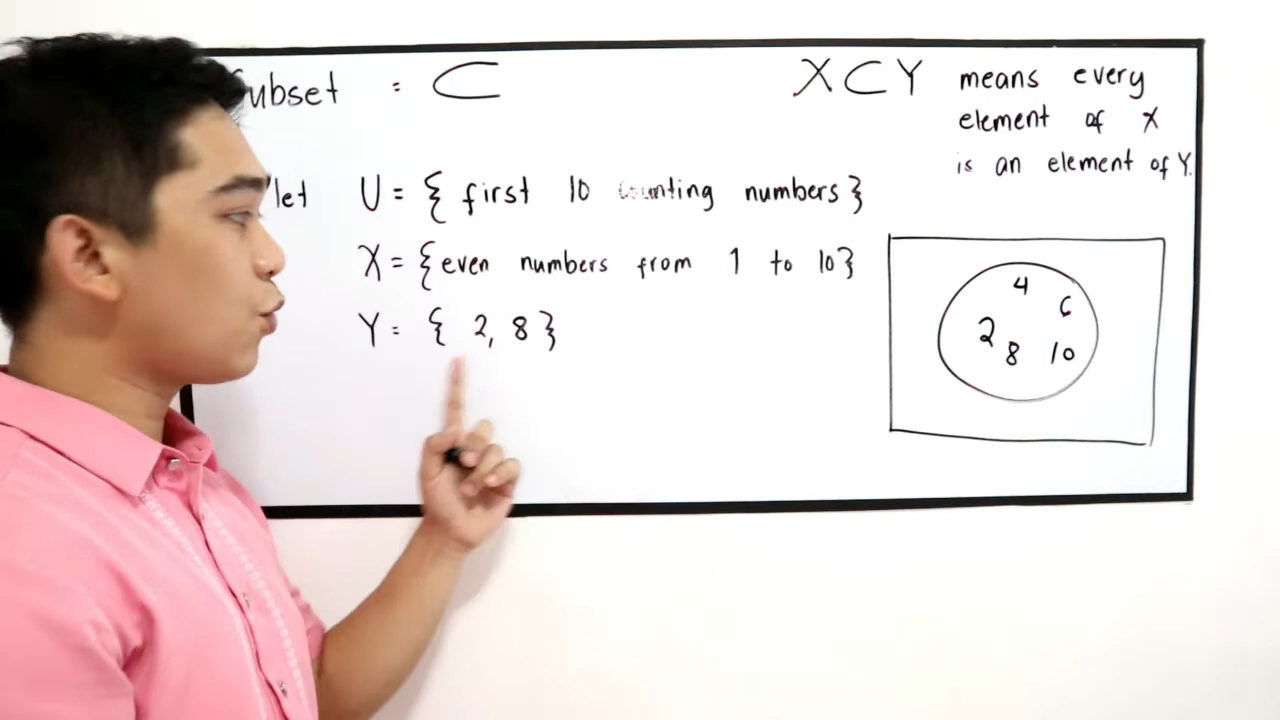 ubset : ⊂
X⊂Y means every
element of X
is an element of Y.
let U = { first 10 counting numbers }
X = { even numbers from 1 to 10 }
Y = { 2, 8 }
4
6
2
8 10